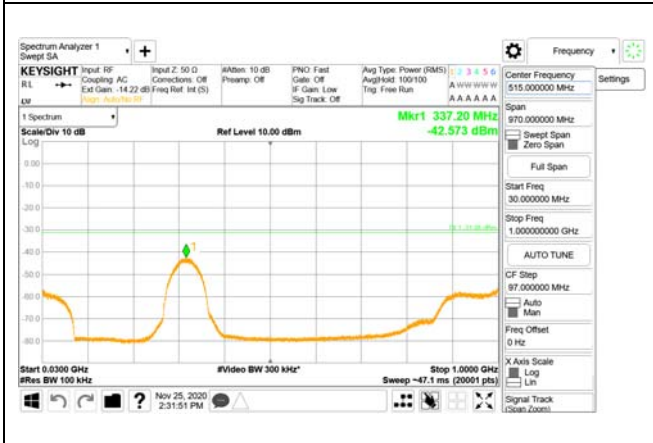 Spectrum Analyzer 1
Swept SA
+
Frequency
KEYSIGHT
Input: RF
Input Z: 50 Ω
#Atten: 10 dB
PNO: Fast
Avg Type: Power (RMS)
1 2 3 4 5 6
RL
Coupling: AC
Corrections: Off
Preamp: Off
Gate: Off
Avg|Hold: 100/100
A W W W W W
Ext Gain: -14.22 dB
Freq Ref: Int (S)
IF Gain: Low
Trig: Free Run
Align: Auto/No RF
Sig Track: Off
A A A A A A
1 Spectrum
Mkr1 337.20 MHz
Scale/Div 10 dB
Ref Level 10.00 dBm
-42.573 dBm
Log
0.00
-10.0
-20.0
-30.0
-40.0
-50.0
-60.0
-70.0
-80.0
1
Start 0.0300 GHz
#Video BW 300 kHz*
Stop 1.0000 GHz
#Res BW 100 kHz
Sweep ~47.1 ms (20001 pts)
?
Nov 25, 2020
2:31:51 PM
Center Frequency
515.000000 MHz
Settings
Span
970.000000 MHz
Swept Span
Zero Span
Full Span
Start Freq
30.000000 MHz
Stop Freq
1.000000000 GHz
AUTO TUNE
CF Step
97.000000 MHz
Auto
Man
Freq Offset
0 Hz
X Axis Scale
Log
Lin
Signal Track
(Span Zoom)